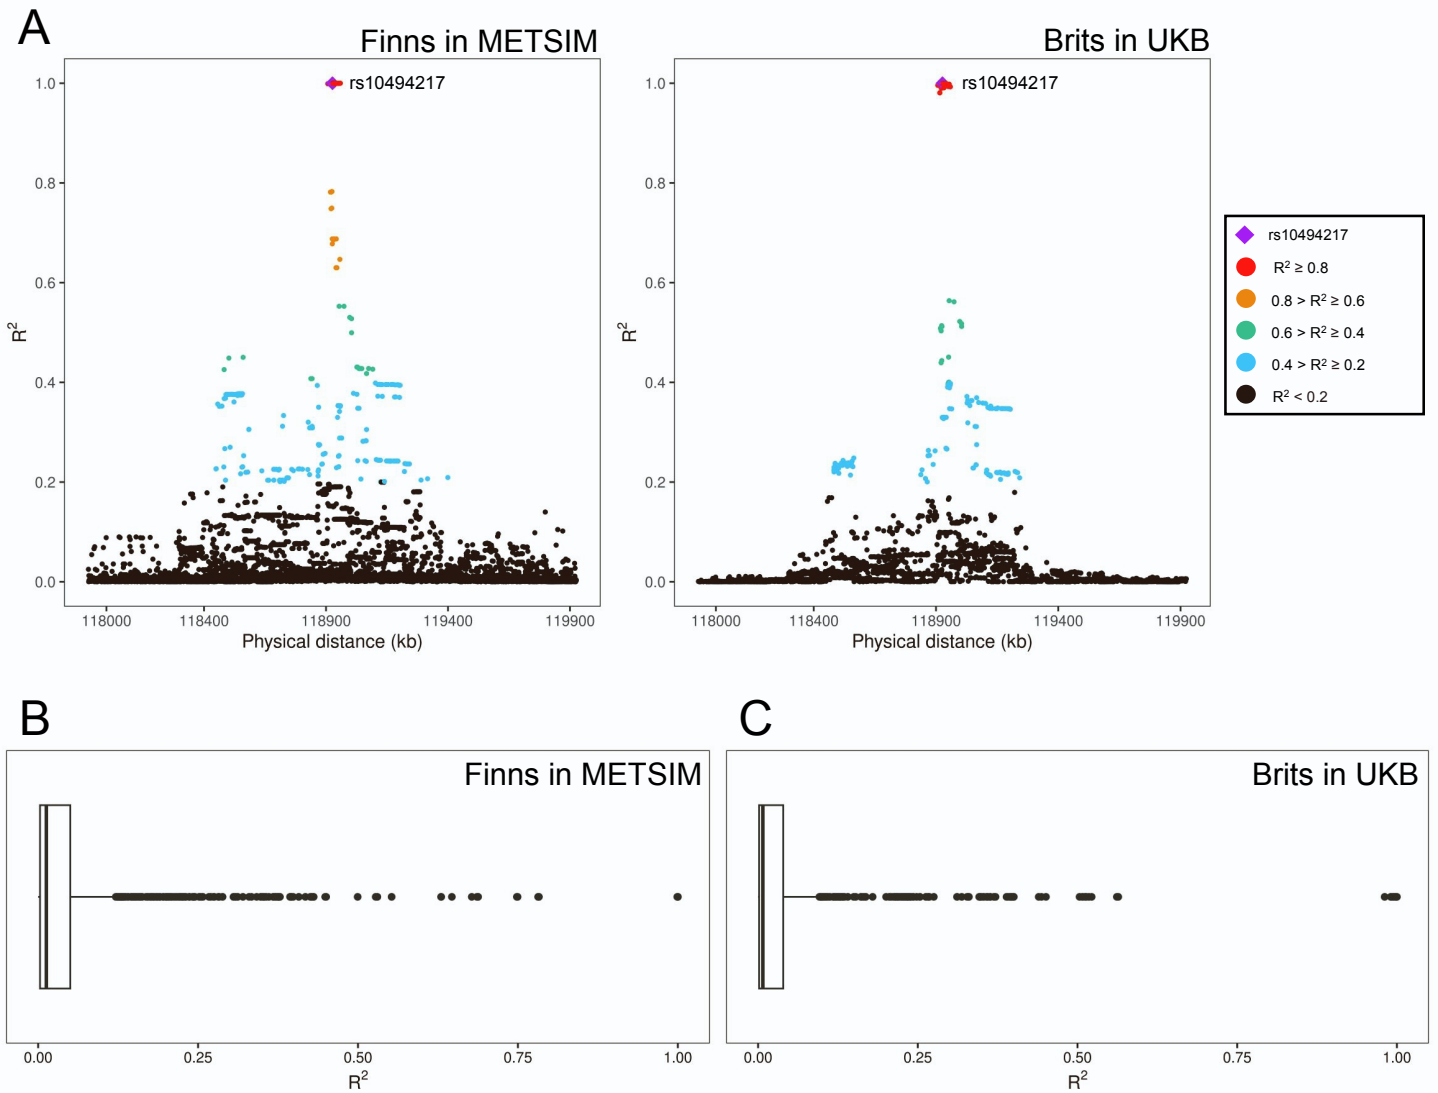 A
Finns in METSIM
Brits in UKB
1.0
0.8
0.6
0.4
0.2
0.0
R²
rs10494217
118000 118400 118900 119400 119900
Physical distance (kb)
1.0
0.8
0.6
0.4
0.2
0.0
R²
rs10494217
118000 118400 118900 119400 119900
Physical distance (kb)
rs10494217
R² ≥ 0.8
0.8 > R² ≥ 0.6
0.6 > R² ≥ 0.4
0.4 > R² ≥ 0.2
R² < 0.2
B
Finns in METSIM
0.00 0.25 0.50 0.75 1.00
R²
C
Brits in UKB
0.00 0.25 0.50 0.75 1.00
R²